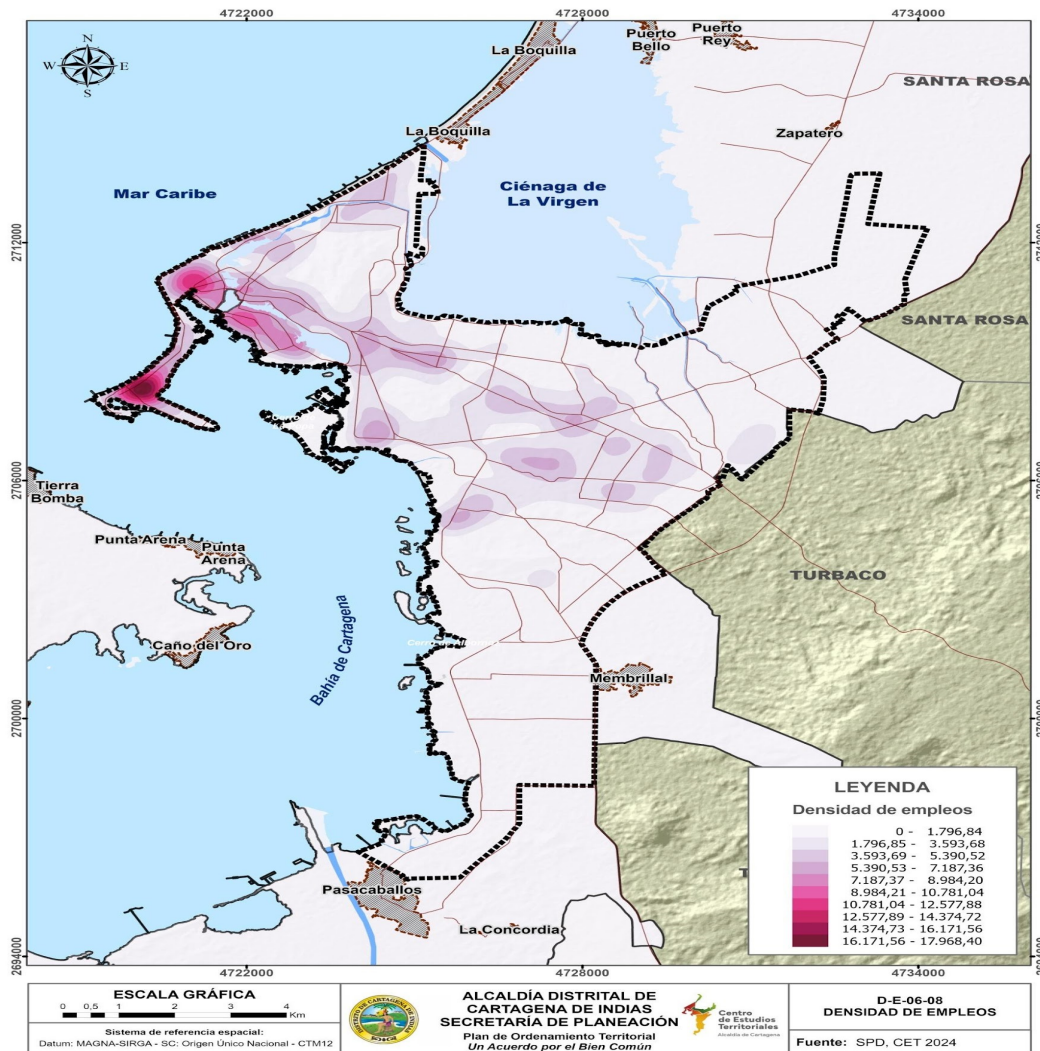 4722000
4728000
4734000
N
W E
S
La Boquilla
Puerto
Bello
Puerto
Rey
SANTA ROSA
La Boquilla
Zapatero
Mar Caribe
Ciénaga de
La Virgen
2712000
SANTA ROSA
2706000
Tierra
Bomba
Punta Arena
Punta
Arena
TURBACO
Caño del Oro
Bahía de Cartagena
Membrillal
2700000
Pasacaballos
La Concordia
2694000
LEYENDA
Densidad de empleos
0 - 1.796,84
1.796,85 - 3.593,68
3.593,69 - 5.390,52
5.390,53 - 7.187,36
7.187,37 - 8.984,20
8.984,21 - 10.781,04
10.781,04 - 12.577,88
12.577,89 - 14.374,72
14.374,73 - 16.171,56
16.171,56 - 17.968,40
4722000
4728000
4734000
ESCALA GRÁFICA
0 0,5 1 2 3 4
Km
Sistema de referencia espacial:
Datum: MAGNA-SIRGA - SC: Origen Único Nacional - CTM12
DISTRITO DE CARTAGENA DE INDIAS
ALCALDÍA DISTRITAL DE
CARTAGENA DE INDIAS
SECRETARÍA DE PLANEACIÓN
Plan de Ordenamiento Territorial
Un Acuerdo por el Bien Común
Centro
de Estudios
Territoriales
Alcaldía de Cartagena
D-E-06-08
DENSIDAD DE EMPLEOS
Fuente: SPD, CET 2024